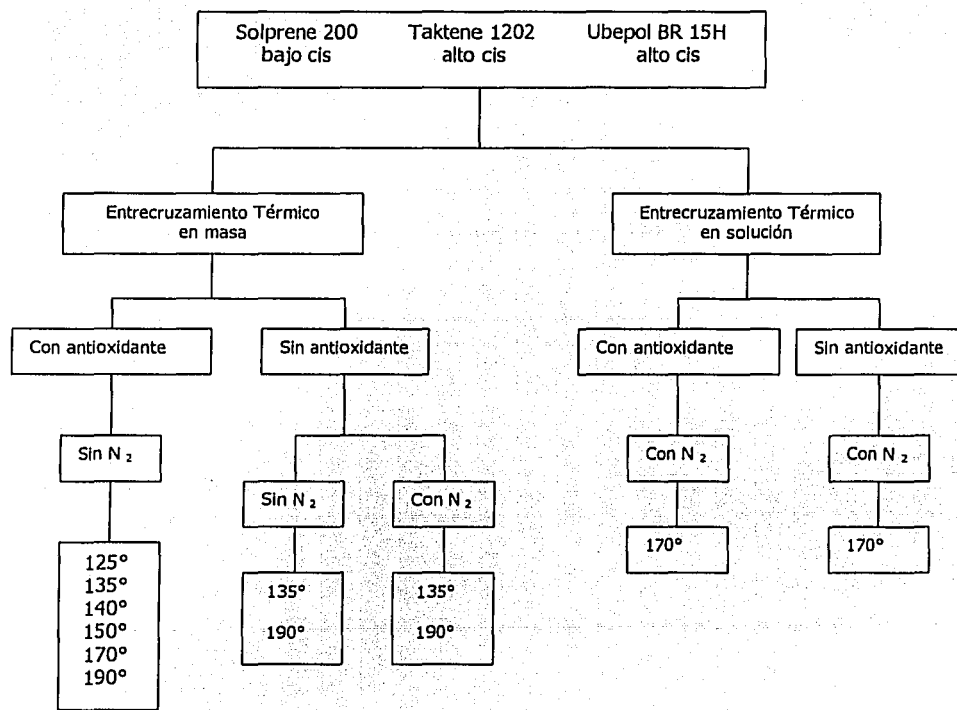 Solprene 200 Taktene 1202 Ubepol BR 15H
bajo cis alto cis alto cis
Entrecruzamiento Térmico
en masa
Entrecruzamiento Térmico
en solución
Con antioxidante
Sin antioxidante
Con antioxidante
Sin antioxidante
Sin N₂
Con N₂
Con N₂
Sin N₂
Con N₂
125°
135°
140°
150°
170°
190°
135°
190°
135°
190°
170°
170°